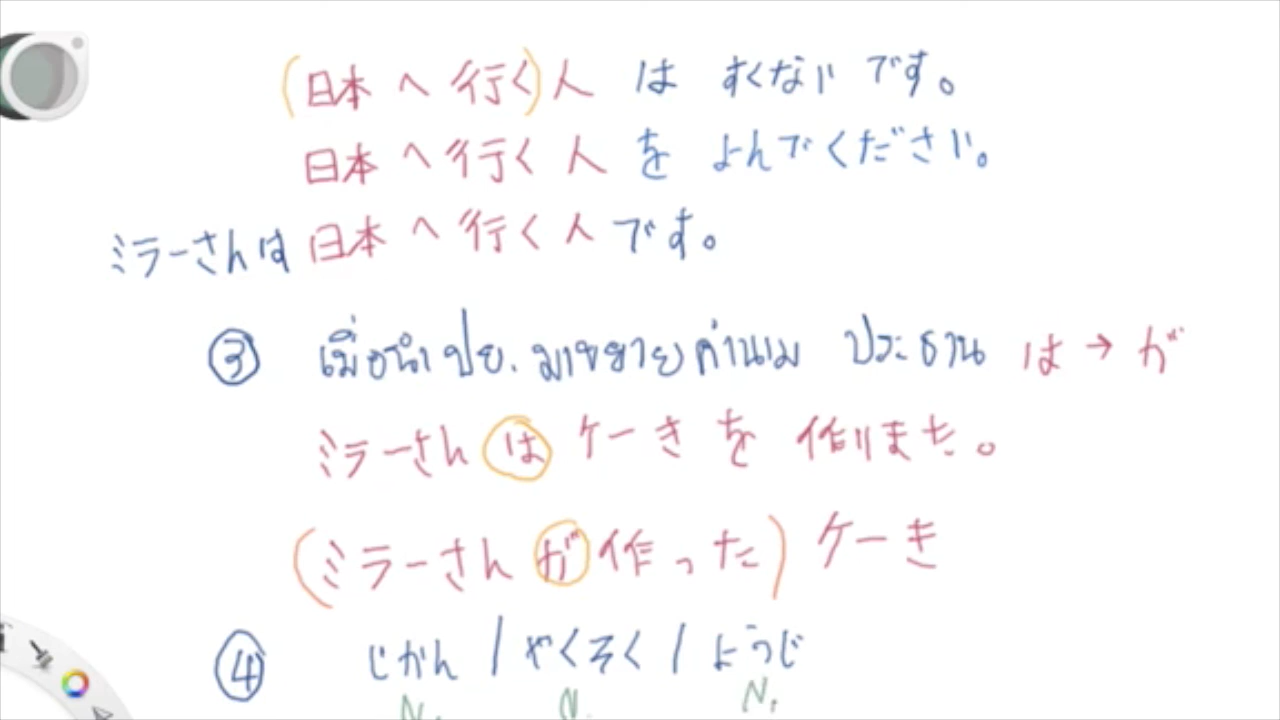 (日本へ行く)人 は すくない です。
日本へ行く人 を よんでください。
ミラーさんは 日本へ行く人です。
③ เมื่อนำ ปย. มาขยายคำนาม ประธาน は → が
ミラーさん は ケーきを 作りました。
(ミラーさん が 作った) ケーき
④ じかん / やくそく / ようじ
N. N. N.